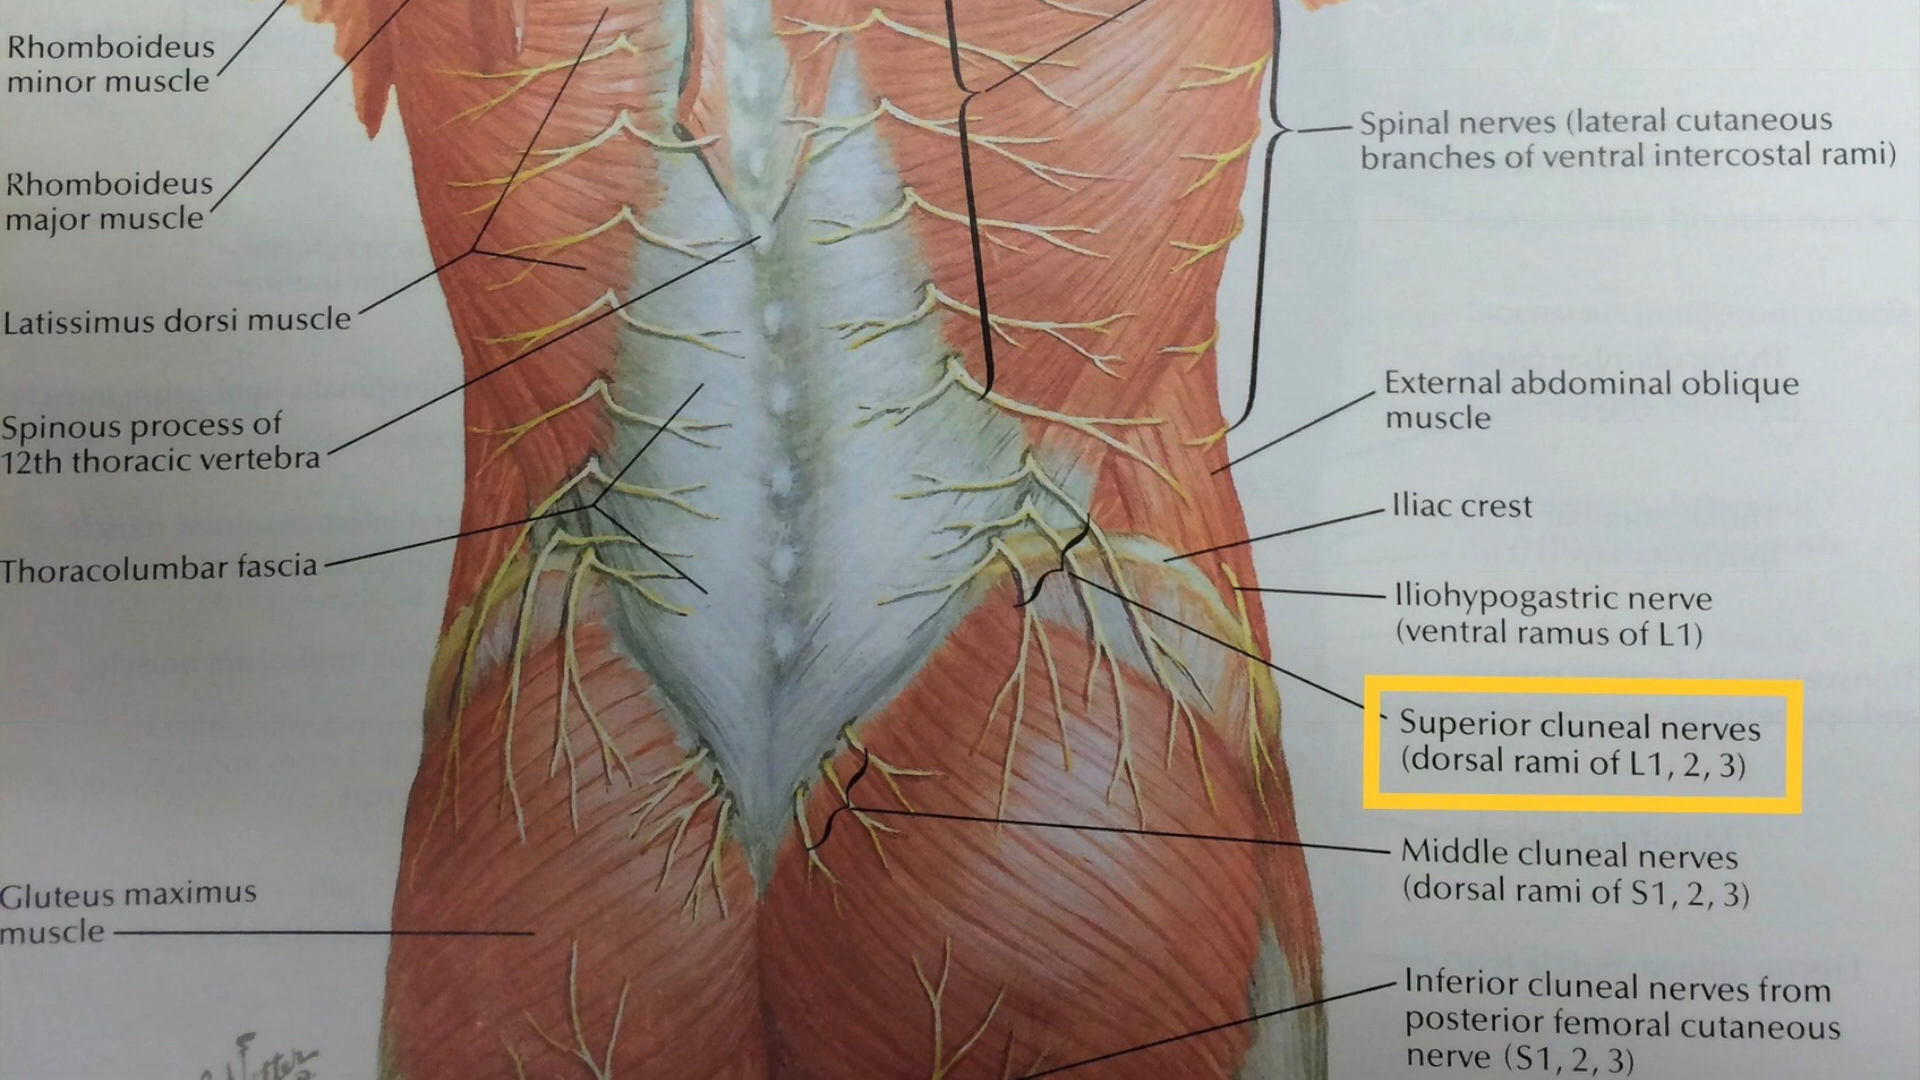 Rhomboideus
minor muscle
Rhomboideus
major muscle
Latissimus dorsi muscle
Spinous process of
12th thoracic vertebra
Thoracolumbar fascia
Gluteus maximus
muscle
Spinal nerves (lateral cutaneous
branches of ventral intercostal rami)
External abdominal oblique
muscle
Iliac crest
Iliohypogastric nerve
(ventral ramus of L1)
Superior cluneal nerves
(dorsal rami of L1, 2, 3)
Middle cluneal nerves
(dorsal rami of S1, 2, 3)
Inferior cluneal nerves from
posterior femoral cutaneous
nerve (S1, 2, 3)